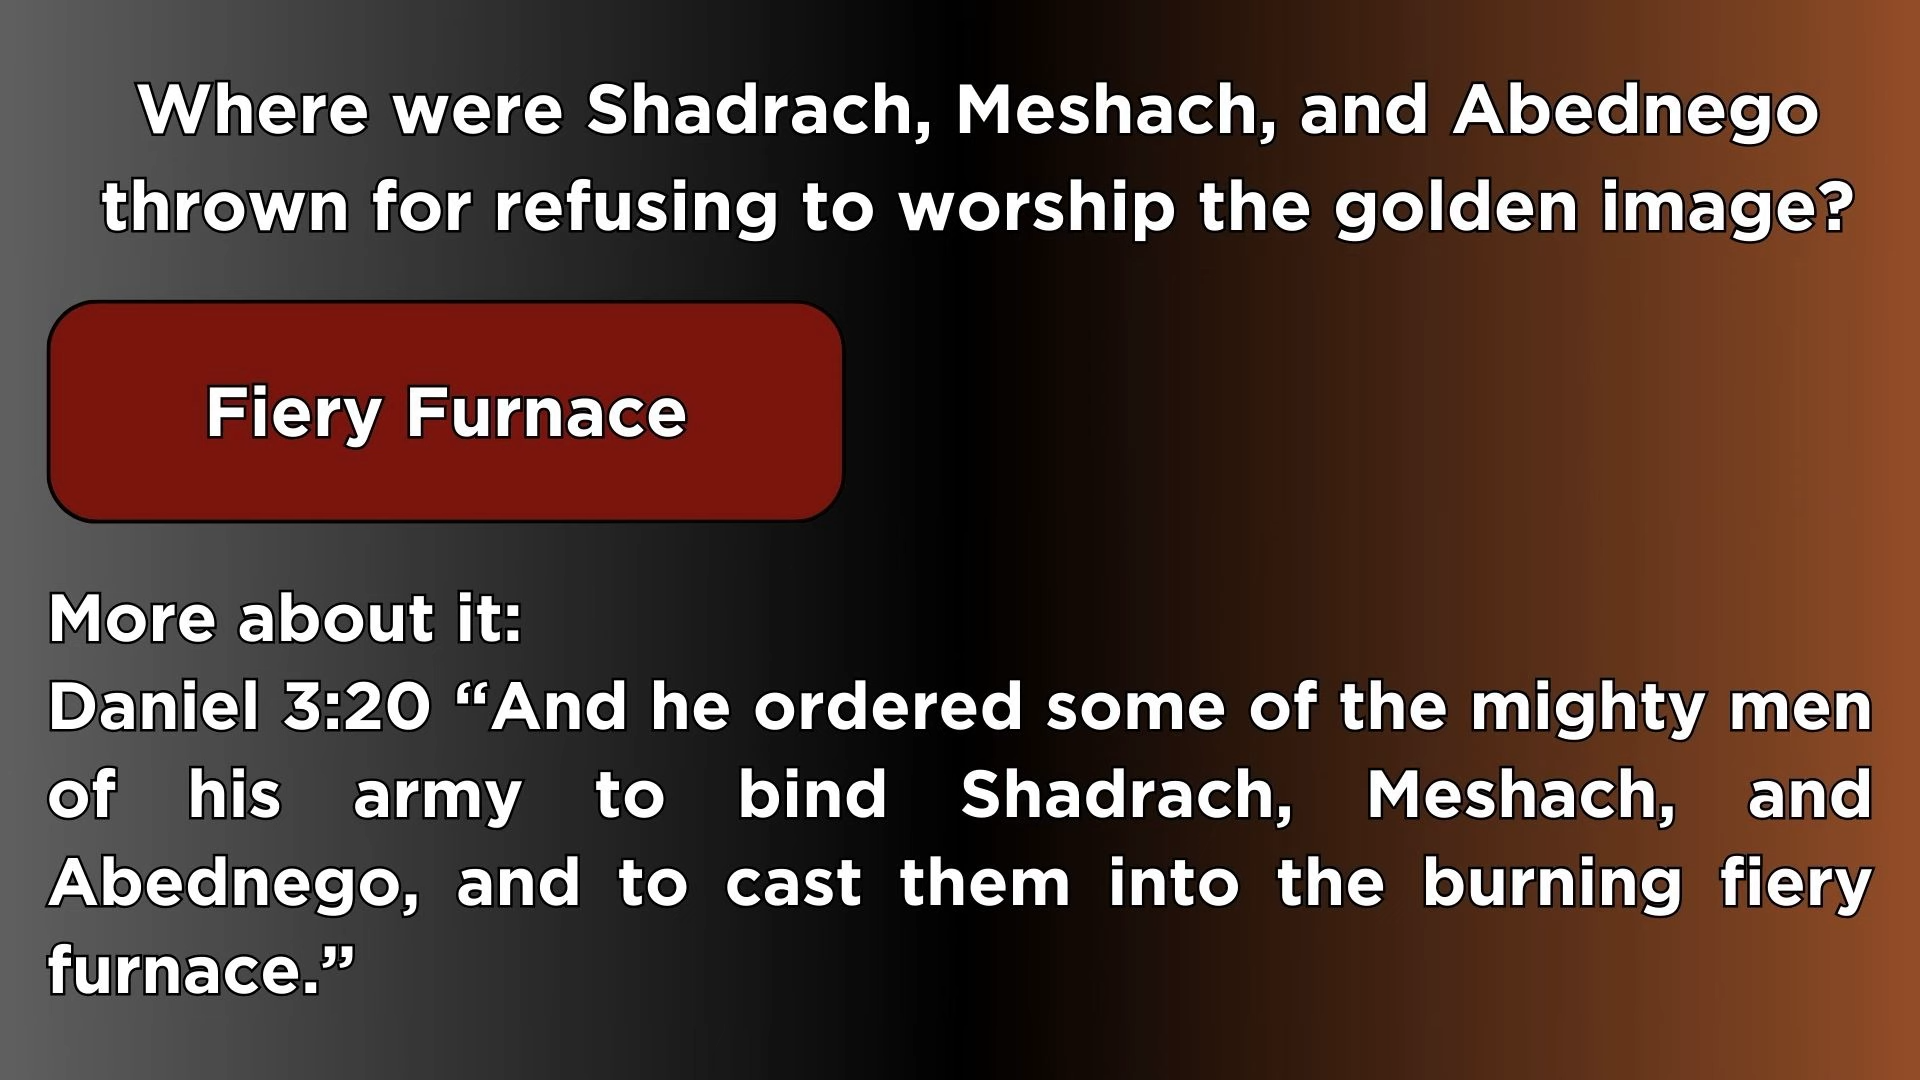 Where were Shadrach, Meshach, and Abednego
thrown for refusing to worship the golden image?
Fiery Furnace
More about it:
Daniel 3:20 “And he ordered some of the mighty men
of his army to bind Shadrach, Meshach, and
Abednego, and to cast them into the burning fiery
furnace.”